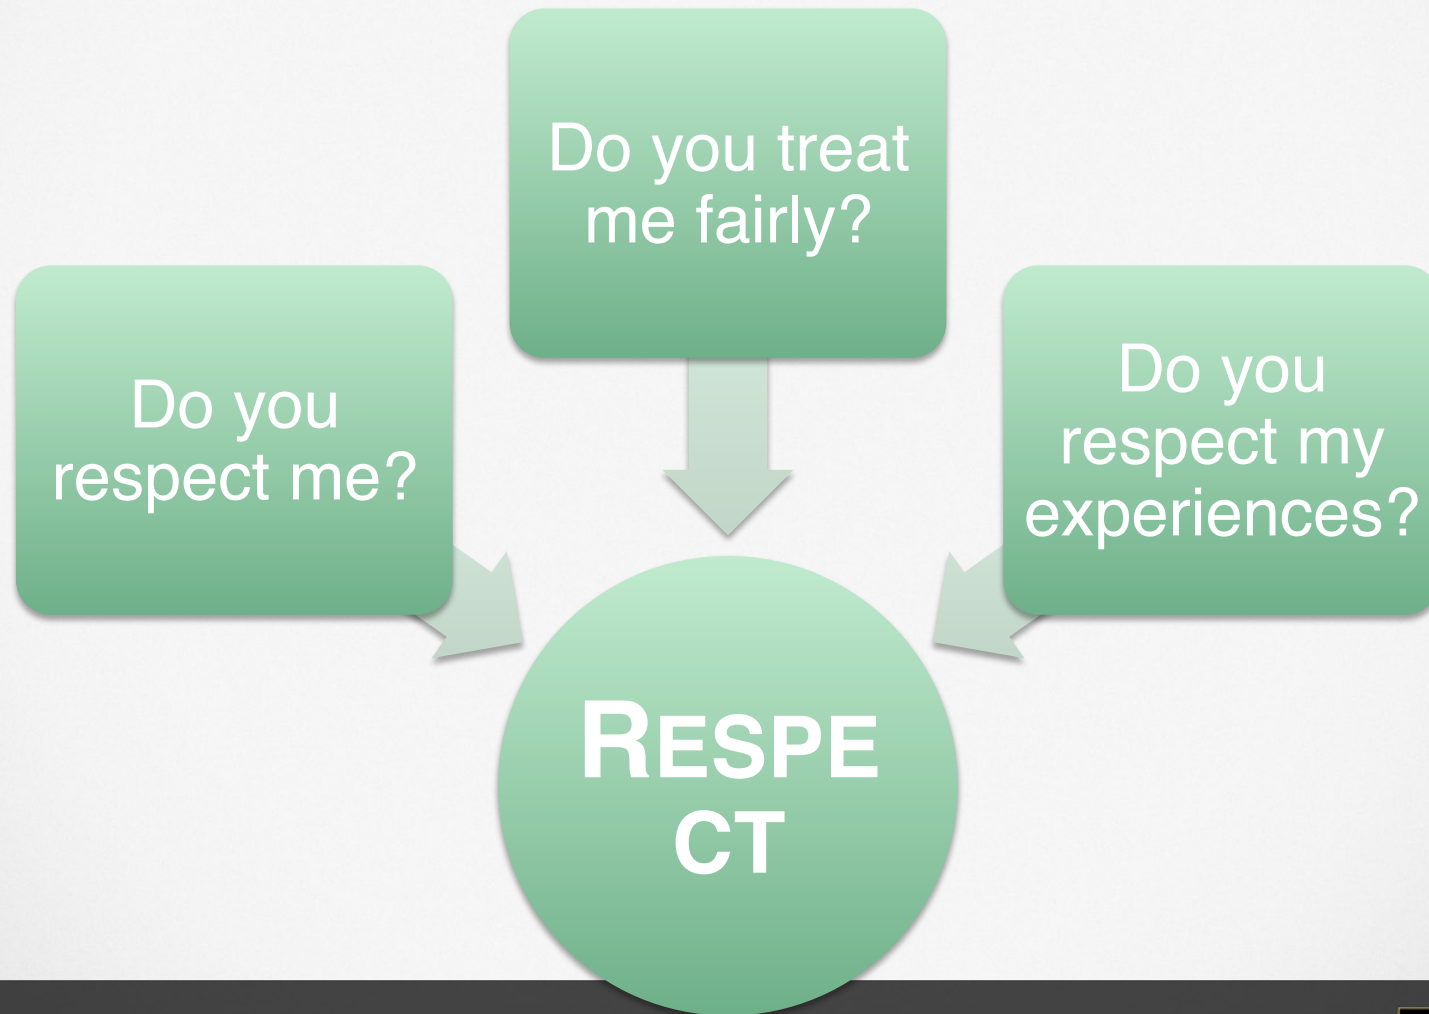 Do you treat
me fairly?
Do you
respect me?
Do you
respect my
experiences?
RESPE
CT